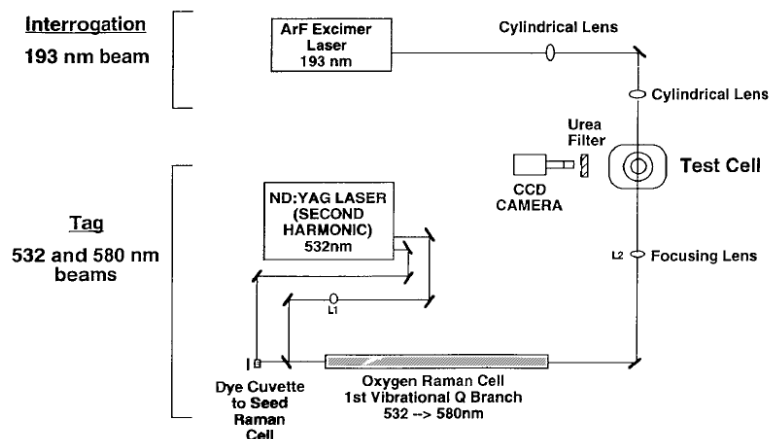 Interrogation
193 nm beam
ArF Excimer
Laser
193 nm
Cylindrical Lens
Cylindrical Lens
Urea
Filter
Test Cell
CCD
CAMERA
Tag
532 and 580 nm
beams
ND:YAG LASER
(SECOND
HARMONIC)
532nm
L2
Focusing Lens
L1
Dye Cuvette
to Seed
Raman
Cell
Oxygen Raman Cell
1st Vibrational Q Branch
532 --> 580nm